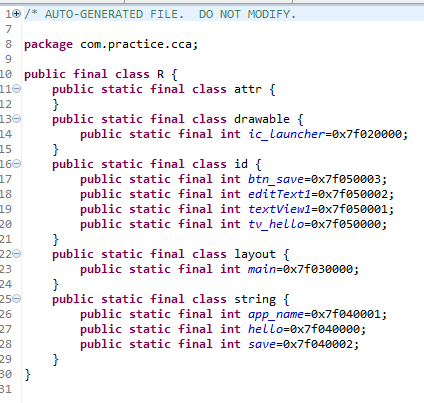 1 /* AUTO-GENERATED FILE.  DO NOT MODIFY.
7
8 package com.practice.cca;
9
10 public final class R {
11     public static final class attr {
12     }
13     public static final class drawable {
14         public static final int ic_launcher=0x7f020000;
15     }
16     public static final class id {
17         public static final int btn_save=0x7f050003;
18         public static final int editText1=0x7f050002;
19         public static final int textView1=0x7f050001;
20         public static final int tv_hello=0x7f050000;
21     }
22     public static final class layout {
23         public static final int main=0x7f030000;
24     }
25     public static final class string {
26         public static final int app_name=0x7f040001;
27         public static final int hello=0x7f040000;
28         public static final int save=0x7f040002;
29     }
30 }
31